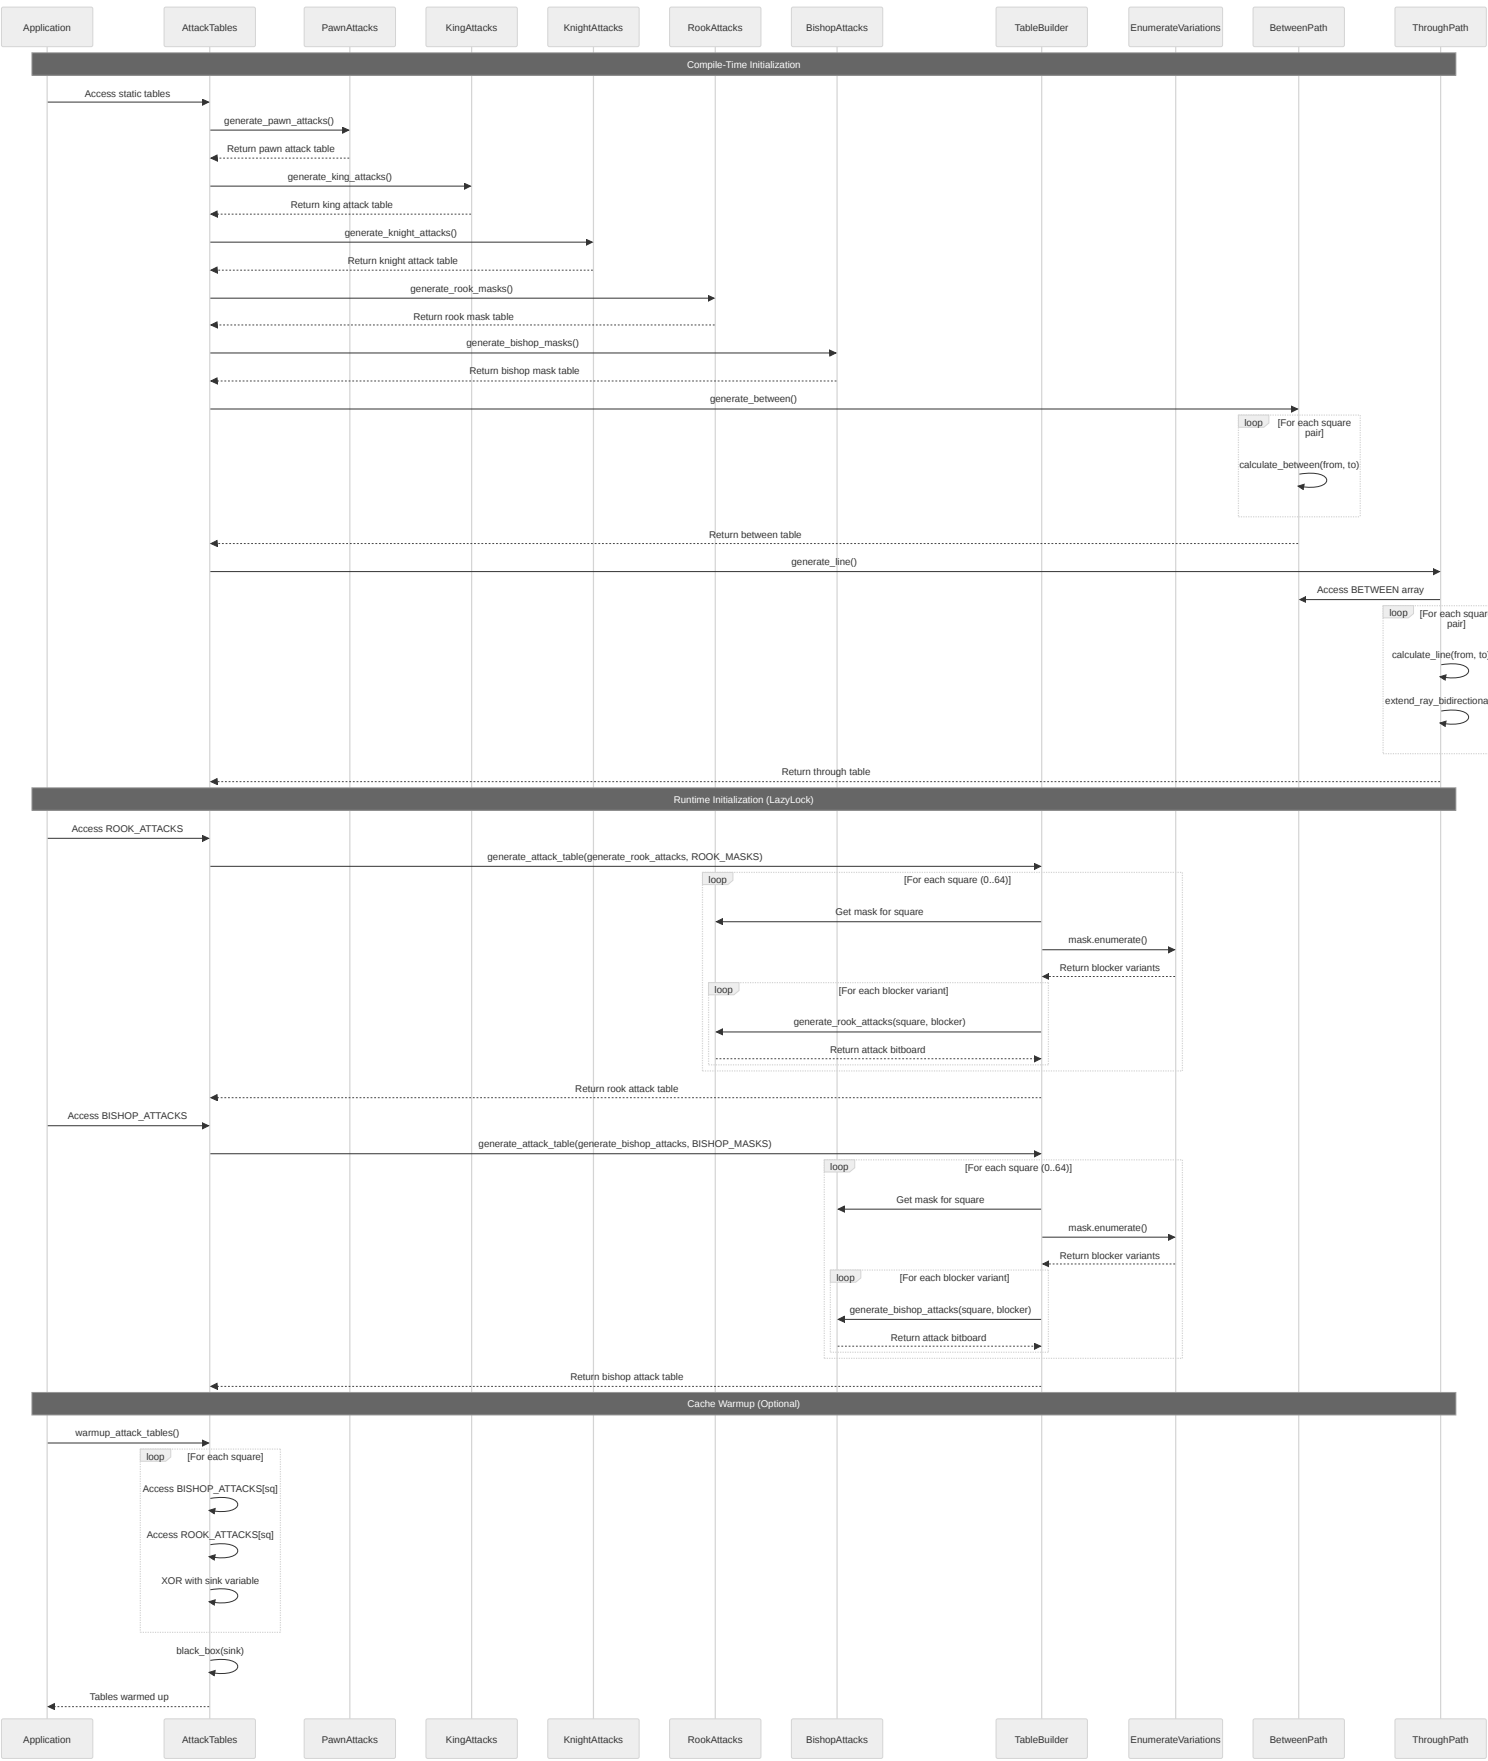 Application
AttackTables
PawnAttacks
KingAttacks
KnightAttacks
RookAttacks
BishopAttacks
TableBuilder
EnumerateVariations
BetweenPath
ThroughPath
Compile-Time Initialization
Access static tables
generate_pawn_attacks()
Return pawn attack table
generate_king_attacks()
Return king attack table
generate_knight_attacks()
Return knight attack table
generate_rook_masks()
Return rook mask table
generate_bishop_masks()
Return bishop mask table
generate_between()
loop
[For each square
pair]
calculate_between(from, to)
Return between table
generate_line()
Access BETWEEN array
loop
[For each squar
pair]
calculate_line(from, to)
extend_ray_bidirectiona
Return through table
Runtime Initialization (LazyLock)
Access ROOK_ATTACKS
generate_attack_table(generate_rook_attacks, ROOK_MASKS)
loop
[For each square (0..64)]
Get mask for square
mask.enumerate()
Return blocker variants
loop
[For each blocker variant]
generate_rook_attacks(square, blocker)
Return attack bitboard
Return rook attack table
Access BISHOP_ATTACKS
generate_attack_table(generate_bishop_attacks, BISHOP_MASKS)
loop
[For each square (0..64)]
Get mask for square
mask.enumerate()
Return blocker variants
loop
[For each blocker variant]
generate_bishop_attacks(square, blocker)
Return attack bitboard
Return bishop attack table
Cache Warmup (Optional)
warmup_attack_tables()
loop
[For each square]
Access BISHOP_ATTACKS[sq]
Access ROOK_ATTACKS[sq]
XOR with sink variable
black_box(sink)
Tables warmed up
Application
AttackTables
PawnAttacks
KingAttacks
KnightAttacks
RookAttacks
BishopAttacks
TableBuilder
EnumerateVariations
BetweenPath
ThroughPath